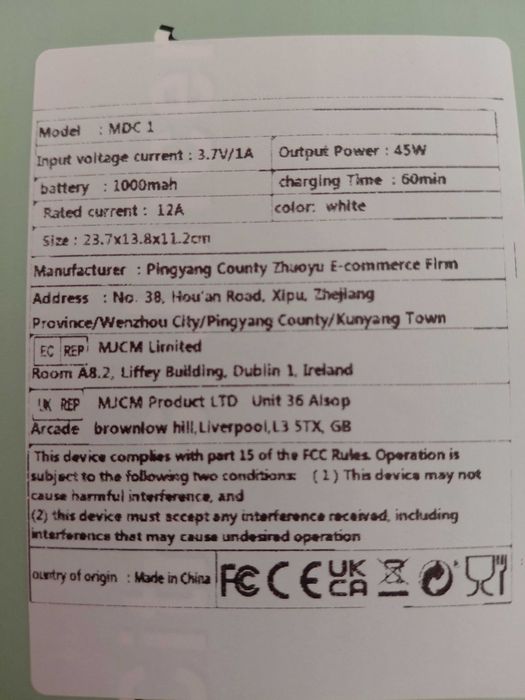 Model : MDC 1
Input voltage current : 3.7V/1A Output Power : 45W
battery : 1000mah charging Time : 60min
Rated current : 12A color: white
Size : 23.7x13.8x11.2cm
Manufacturer : Pingyang County Zhuoyu E-commerce Firm
Address : No. 38, Hou'an Road, Xipu, Zhejiang
Province/Wenzhou City/Pingyang County/Kunyang Town
EC REP MJCM Limited
Room A8.2, Liffey Building, Dublin 1, Ireland
UK REP MJCM Product LTD Unit 36 Alsop
Arcade brownlow hill,Liverpool,L3 5TX, GB
This device complies with part 15 of the FCC Rules. Operation is
subject to the following two conditions: (1) This device may not
cause harmful interference, and
(2) this device must accept any interference received, including
interference that may cause undesired operation
ountry of origin : Made in China FC CE UK
CA